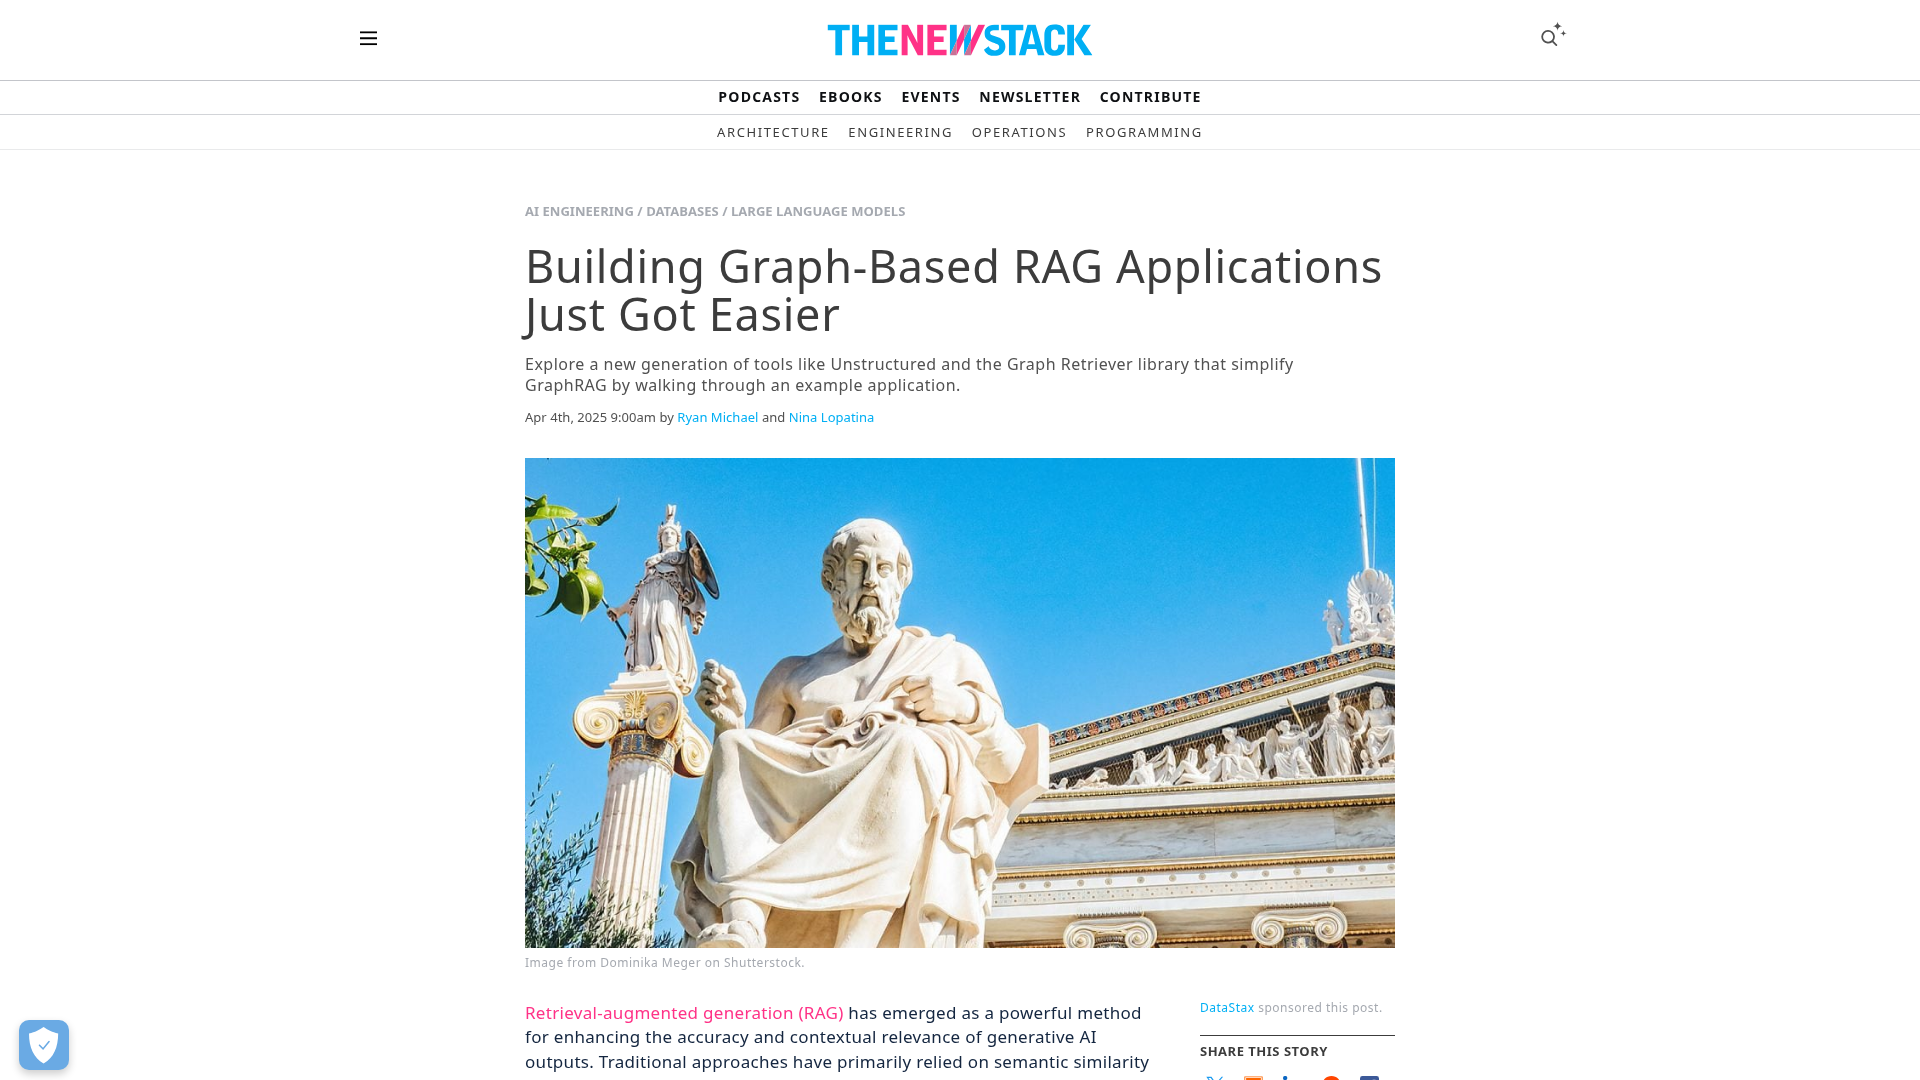 THENEWSTACK
PODCASTS EBOOKS EVENTS NEWSLETTER CONTRIBUTE
ARCHITECTURE ENGINEERING OPERATIONS PROGRAMMING
AI ENGINEERING / DATABASES / LARGE LANGUAGE MODELS
Building Graph-Based RAG Applications
Just Got Easier
Explore a new generation of tools like Unstructured and the Graph Retriever library that simplify
GraphRAG by walking through an example application.
Apr 4th, 2025 9:00am by Ryan Michael and Nina Lopatina
Image from Dominika Meger on Shutterstock.
Retrieval-augmented generation (RAG) has emerged as a powerful method
for enhancing the accuracy and contextual relevance of generative AI
outputs. Traditional approaches have primarily relied on semantic similarity
DataStax sponsored this post.
SHARE THIS STORY